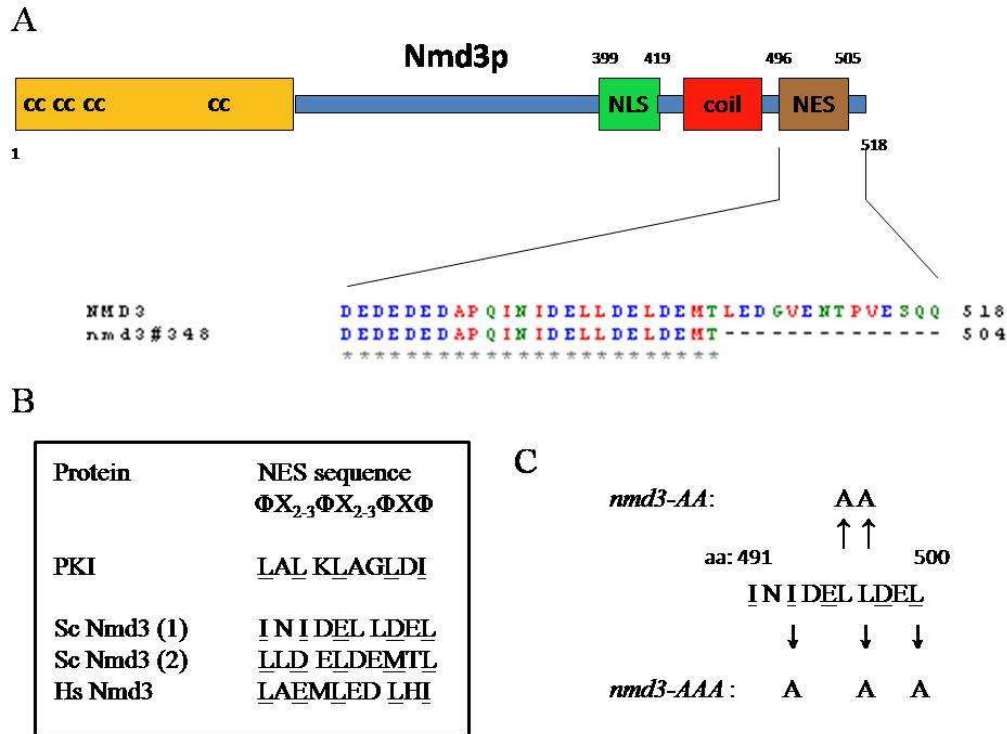 A
Nmd3p
399 419 496 505
cc cc cc cc NLS coil NES
1 518
NMD3 DEDEDEDAPQINIDELLDELDEMTLEDGVENTPVESQQ 518
nmd3#348 DEDEDEDAPQINIDELLDELDEMT-------------- 504
************************
B
Protein NES sequence
ΦX2-3ΦX2-3ΦXΦ
PKI LAL KLAGLDI
Sc Nmd3 (1) I N I DEL LDEL
Sc Nmd3 (2) LLD ELDEMTL
Hs Nmd3 LAEMLED LHI
C
nmd3-AA: A A
aa: 491 500
I N I DEL LDEL
nmd3-AAA : A A A